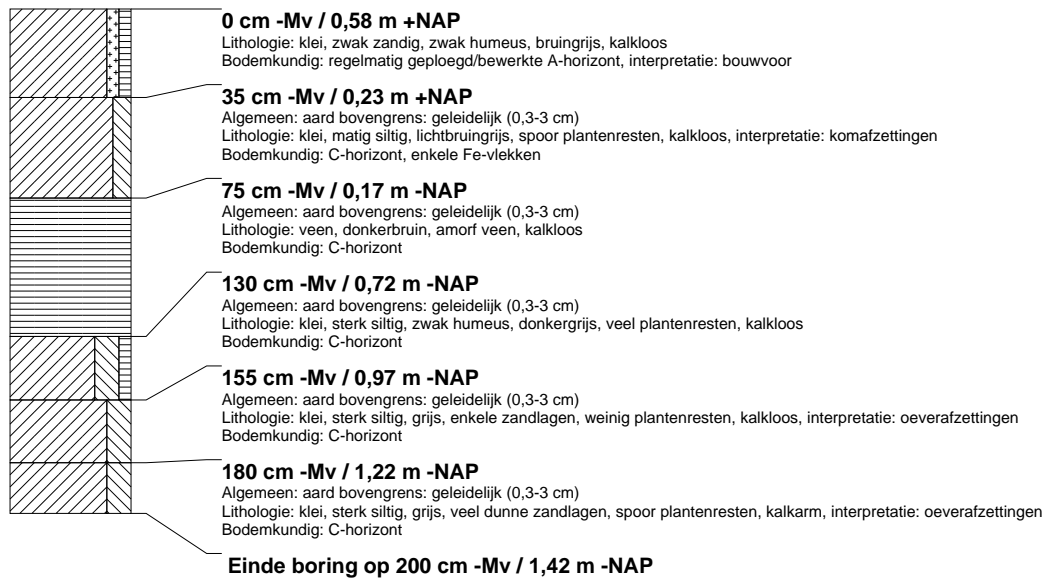 0 cm -Mv / 0,58 m +NAP
Lithologie: klei, zwak zandig, zwak humeus, bruingrijs, kalkloos
Bodemkundig: regelmatig geploegd/bewerkte A-horizont, interpretatie: bouwvoor
35 cm -Mv / 0,23 m +NAP
Algemeen: aard bovengrens: geleidelijk (0,3-3 cm)
Lithologie: klei, matig siltig, lichtbruingrijs, spoor plantenresten, kalkloos, interpretatie: komafzettingen
Bodemkundig: C-horizont, enkele Fe-vlekken
75 cm -Mv / 0,17 m -NAP
Algemeen: aard bovengrens: geleidelijk (0,3-3 cm)
Lithologie: veen, donkerbruin, amorf veen, kalkloos
Bodemkundig: C-horizont
130 cm -Mv / 0,72 m -NAP
Algemeen: aard bovengrens: geleidelijk (0,3-3 cm)
Lithologie: klei, sterk siltig, zwak humeus, donkergrijs, veel plantenresten, kalkloos
Bodemkundig: C-horizont
155 cm -Mv / 0,97 m -NAP
Algemeen: aard bovengrens: geleidelijk (0,3-3 cm)
Lithologie: klei, sterk siltig, grijs, enkele zandlagen, weinig plantenresten, kalkloos, interpretatie: oeverafzettingen
Bodemkundig: C-horizont
180 cm -Mv / 1,22 m -NAP
Algemeen: aard bovengrens: geleidelijk (0,3-3 cm)
Lithologie: klei, sterk siltig, grijs, veel dunne zandlagen, spoor plantenresten, kalkarm, interpretatie: oeverafzettingen
Bodemkundig: C-horizont
Einde boring op 200 cm -Mv / 1,42 m -NAP